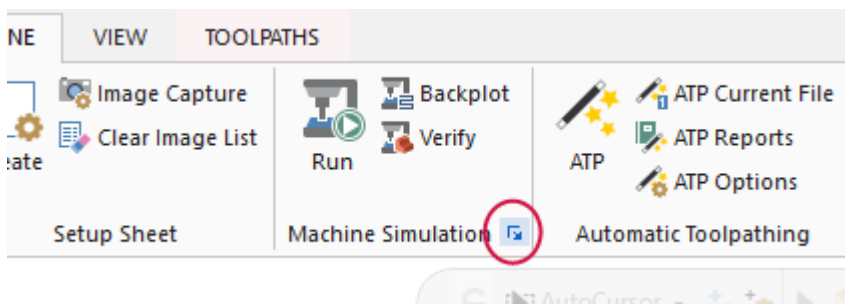 NE VIEW TOOLPATHS
Image Capture
Clear Image List
eate
Setup Sheet
Run
Backplot
Verify
Machine Simulation
ATP
ATP Current File
ATP Reports
ATP Options
Automatic Toolpathing
AutoCursor